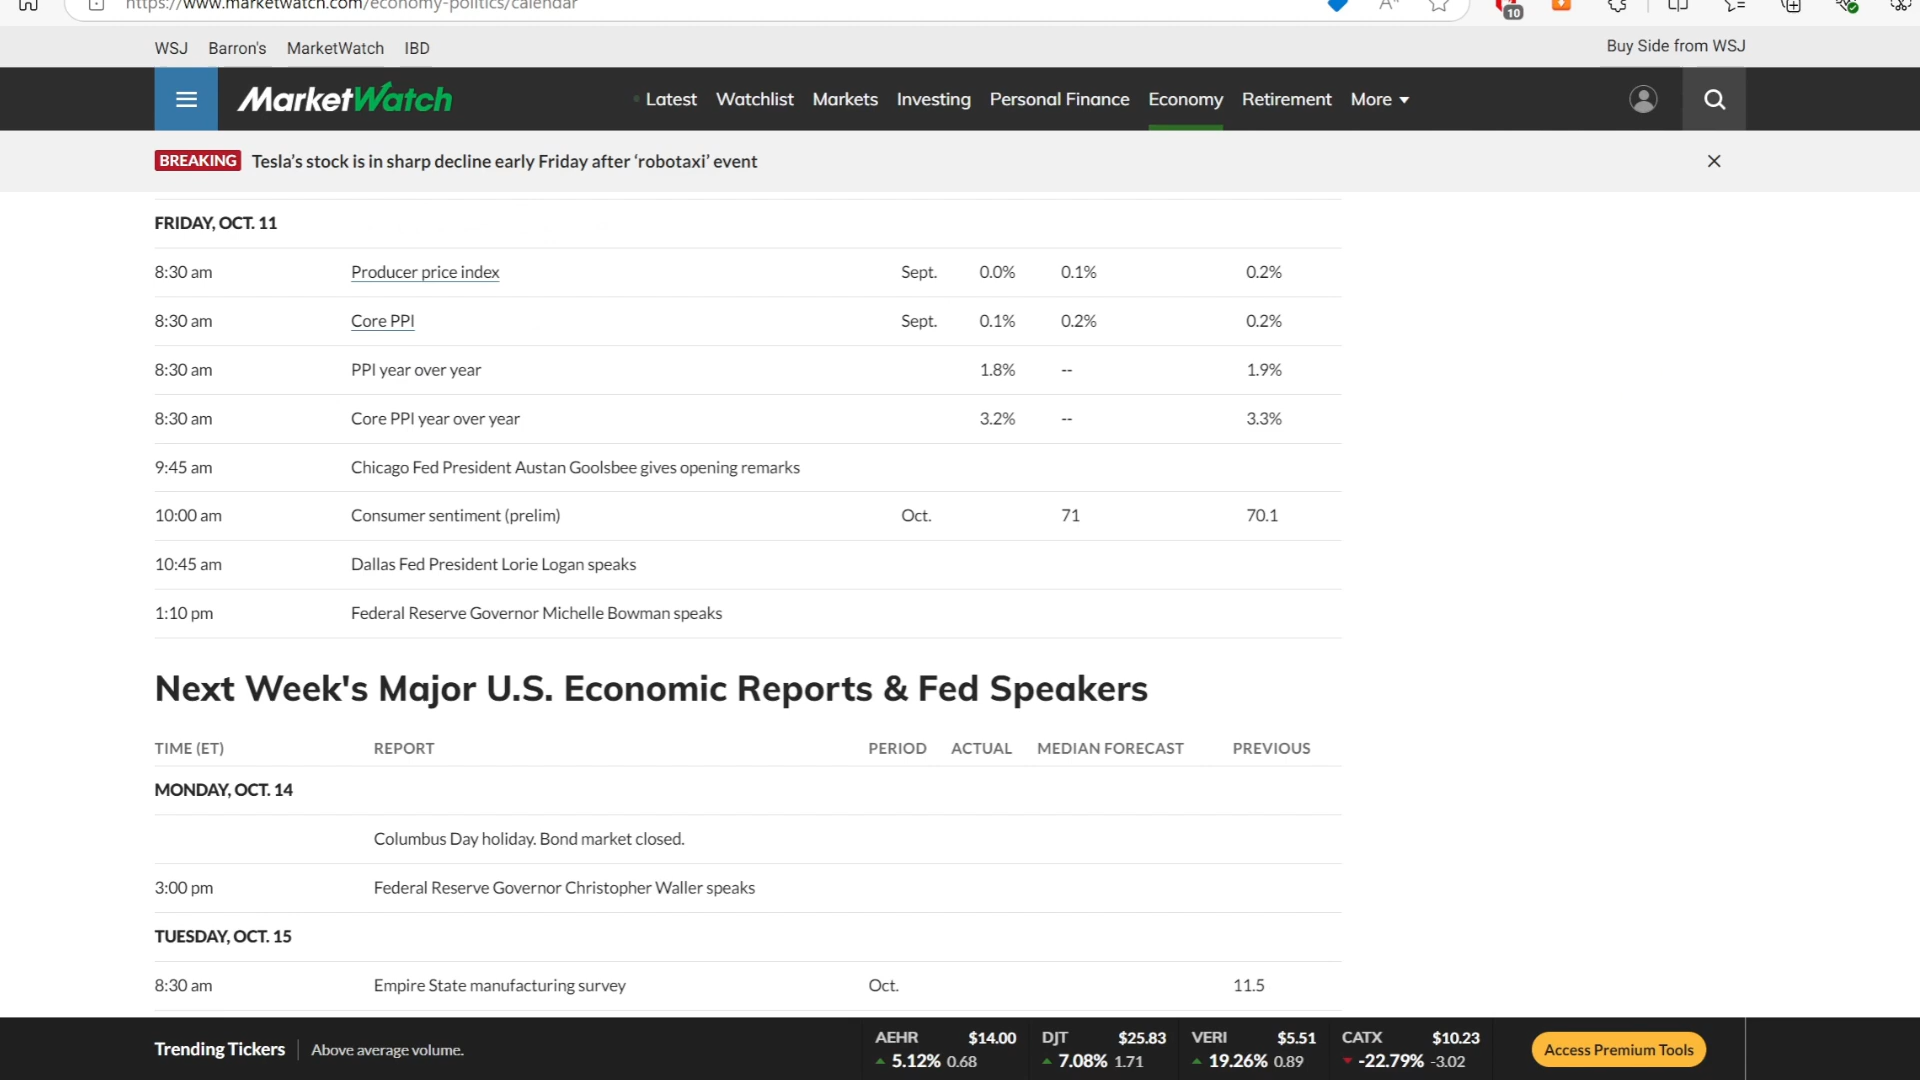 https://www.marketwatch.com/economy-politics/calendar
10
WSJ Barron's MarketWatch IBD Buy Side from WSJ
MarketWatch Latest Watchlist Markets Investing Personal Finance Economy Retirement More
BREAKING Tesla’s stock is in sharp decline early Friday after ‘robotaxi’ event
FRIDAY, OCT. 11
8:30 am Producer price index Sept. 0.0% 0.1% 0.2%
8:30 am Core PPI Sept. 0.1% 0.2% 0.2%
8:30 am PPI year over year 1.8% -- 1.9%
8:30 am Core PPI year over year 3.2% -- 3.3%
9:45 am Chicago Fed President Austan Goolsbee gives opening remarks
10:00 am Consumer sentiment (prelim) Oct. 71 70.1
10:45 am Dallas Fed President Lorie Logan speaks
1:10 pm Federal Reserve Governor Michelle Bowman speaks
Next Week's Major U.S. Economic Reports & Fed Speakers
TIME (ET) REPORT PERIOD ACTUAL MEDIAN FORECAST PREVIOUS
MONDAY, OCT. 14
Columbus Day holiday. Bond market closed.
3:00 pm Federal Reserve Governor Christopher Waller speaks
TUESDAY, OCT. 15
8:30 am Empire State manufacturing survey Oct. 11.5
Trending Tickers Above average volume.
AEHR $14.00 DJT $25.83 VERI $5.51 CATX $10.23
5.12% 0.68 7.08% 1.71 19.26% 0.89 -22.79% -3.02
Access Premium Tools